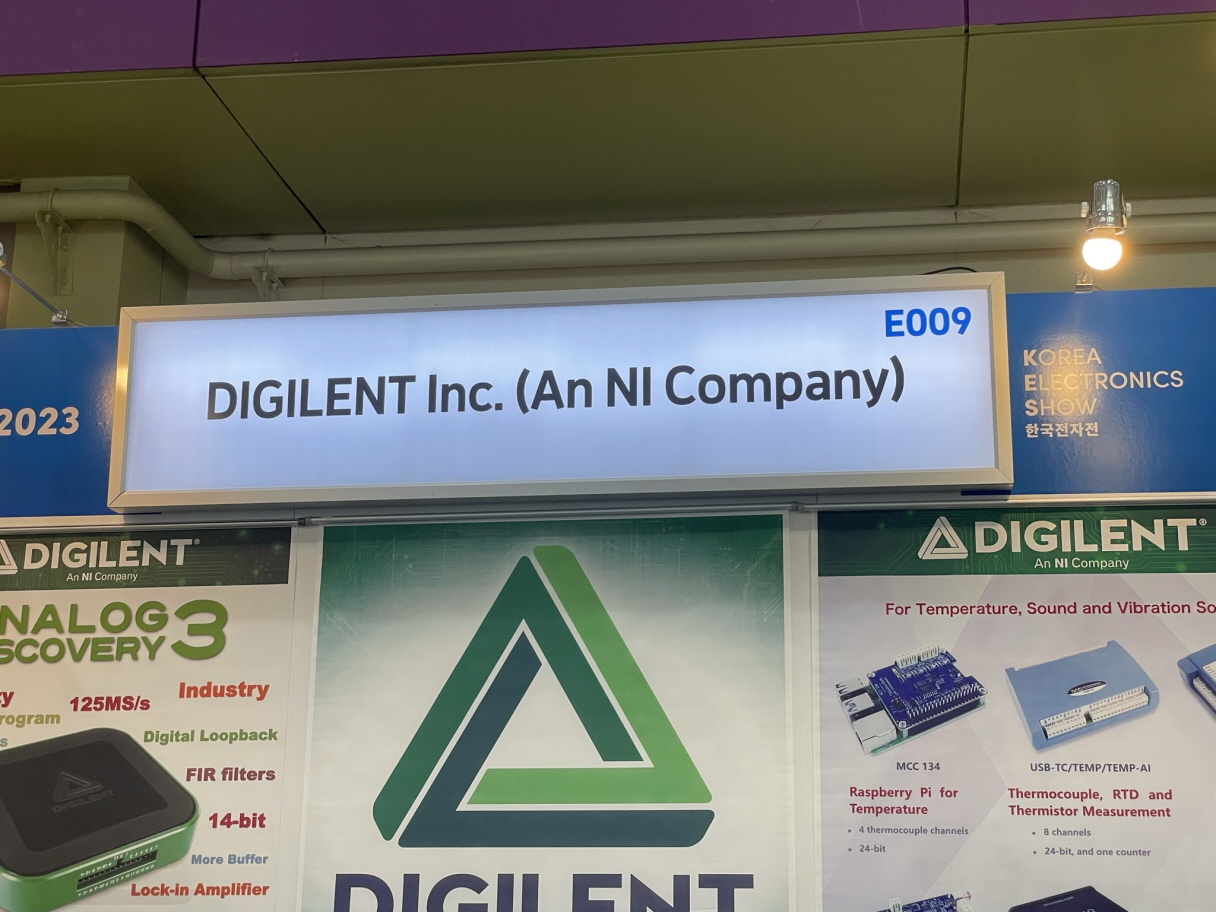 E009
DIGILENT Inc. (An NI Company)
2023
KOREA
ELECTRONICS
SHOW
한국전자전
DIGILENT®
An NI Company
NALOG
SCOVERY 3
125MS/s
Industry
Digital Loopback
FIR filters
14-bit
More Buffer
Lock-in Amplifier
DIGILENT
DIGILENT
DIGILENT®
An NI Company
For Temperature, Sound and Vibration So
MCC 134
Raspberry Pi for
Temperature
• 4 thermocouple channels
• 24-bit
USB-TC/TEMP/TEMP-AI
Thermocouple, RTD and
Thermistor Measurement
• 8 channels
• 24-bit, and one counter